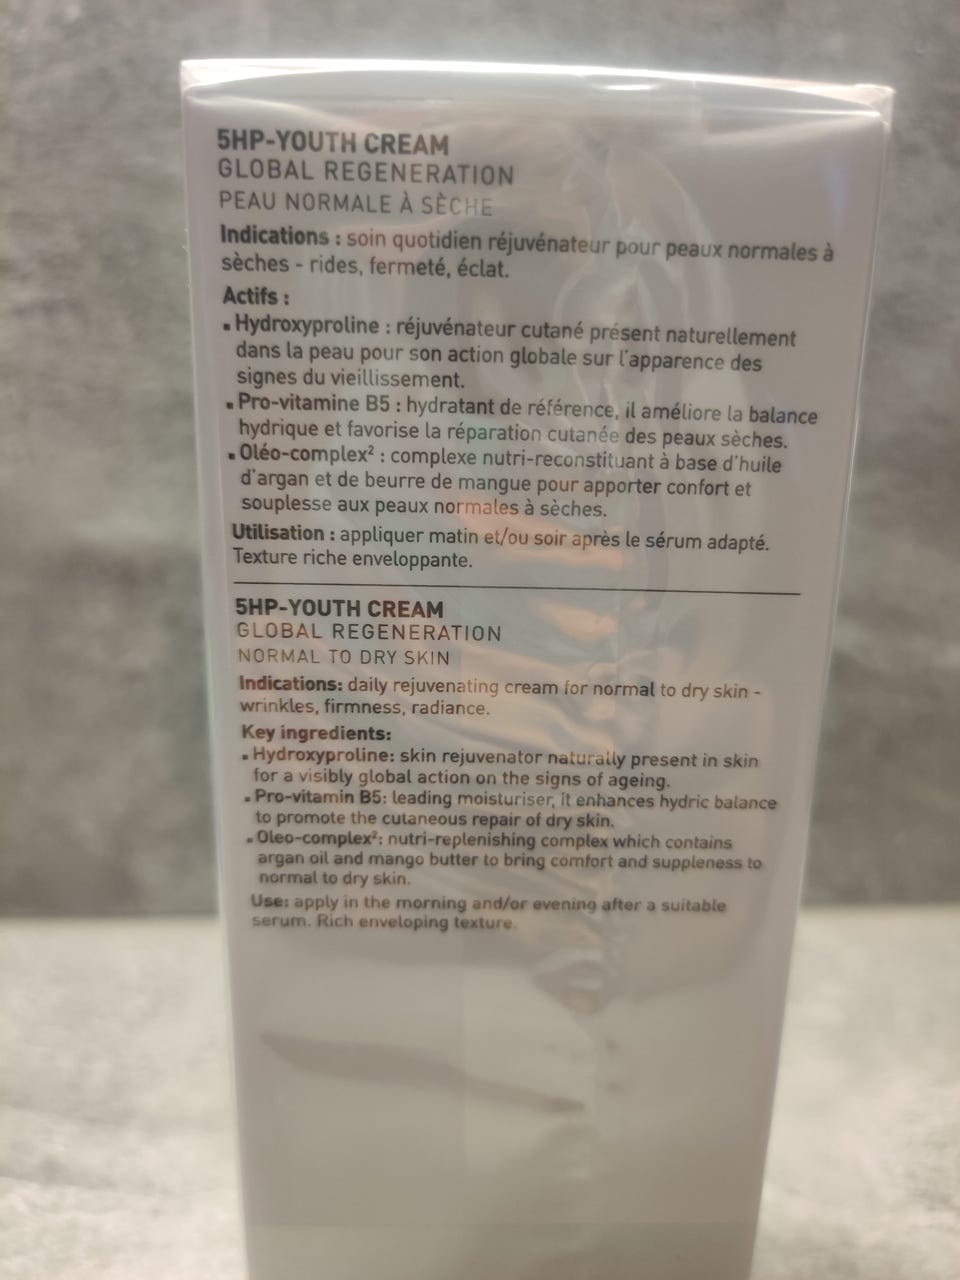 5HP-YOUTH CREAM
GLOBAL REGENERATION
PEAU NORMALE À SÈCHE
Indications : soin quotidien réjuvénateur pour peaux normales à
sèches - rides, fermeté, éclat.
Actifs :
▪ Hydroxyproline : réjuvénateur cutané présent naturellement
dans la peau pour son action globale sur l'apparence des
signes du vieillissement.
▪ Pro-vitamine B5 : hydratant de référence, il améliore la balance
hydrique et favorise la réparation cutanée des peaux sèches.
▪ Oléo-complex² : complexe nutri-reconstituant à base d'huile
d'argan et de beurre de mangue pour apporter confort et
souplesse aux peaux normales à sèches.
Utilisation : appliquer matin et/ou soir après le sérum adapté.
Texture riche enveloppante.
5HP-YOUTH CREAM
GLOBAL REGENERATION
NORMAL TO DRY SKIN
Indications: daily rejuvenating cream for normal to dry skin -
wrinkles, firmness, radiance.
Key ingredients:
▪ Hydroxyproline: skin rejuvenator naturally present in skin
for a visibly global action on the signs of ageing.
▪ Pro-vitamin B5: leading moisturiser, it enhances hydric balance
to promote the cutaneous repair of dry skin.
▪ Oleo-complex²: nutri-replenishing complex which contains
argan oil and mango butter to bring comfort and suppleness to
normal to dry skin.
Use: apply in the morning and/or evening after a suitable
serum. Rich enveloping texture.